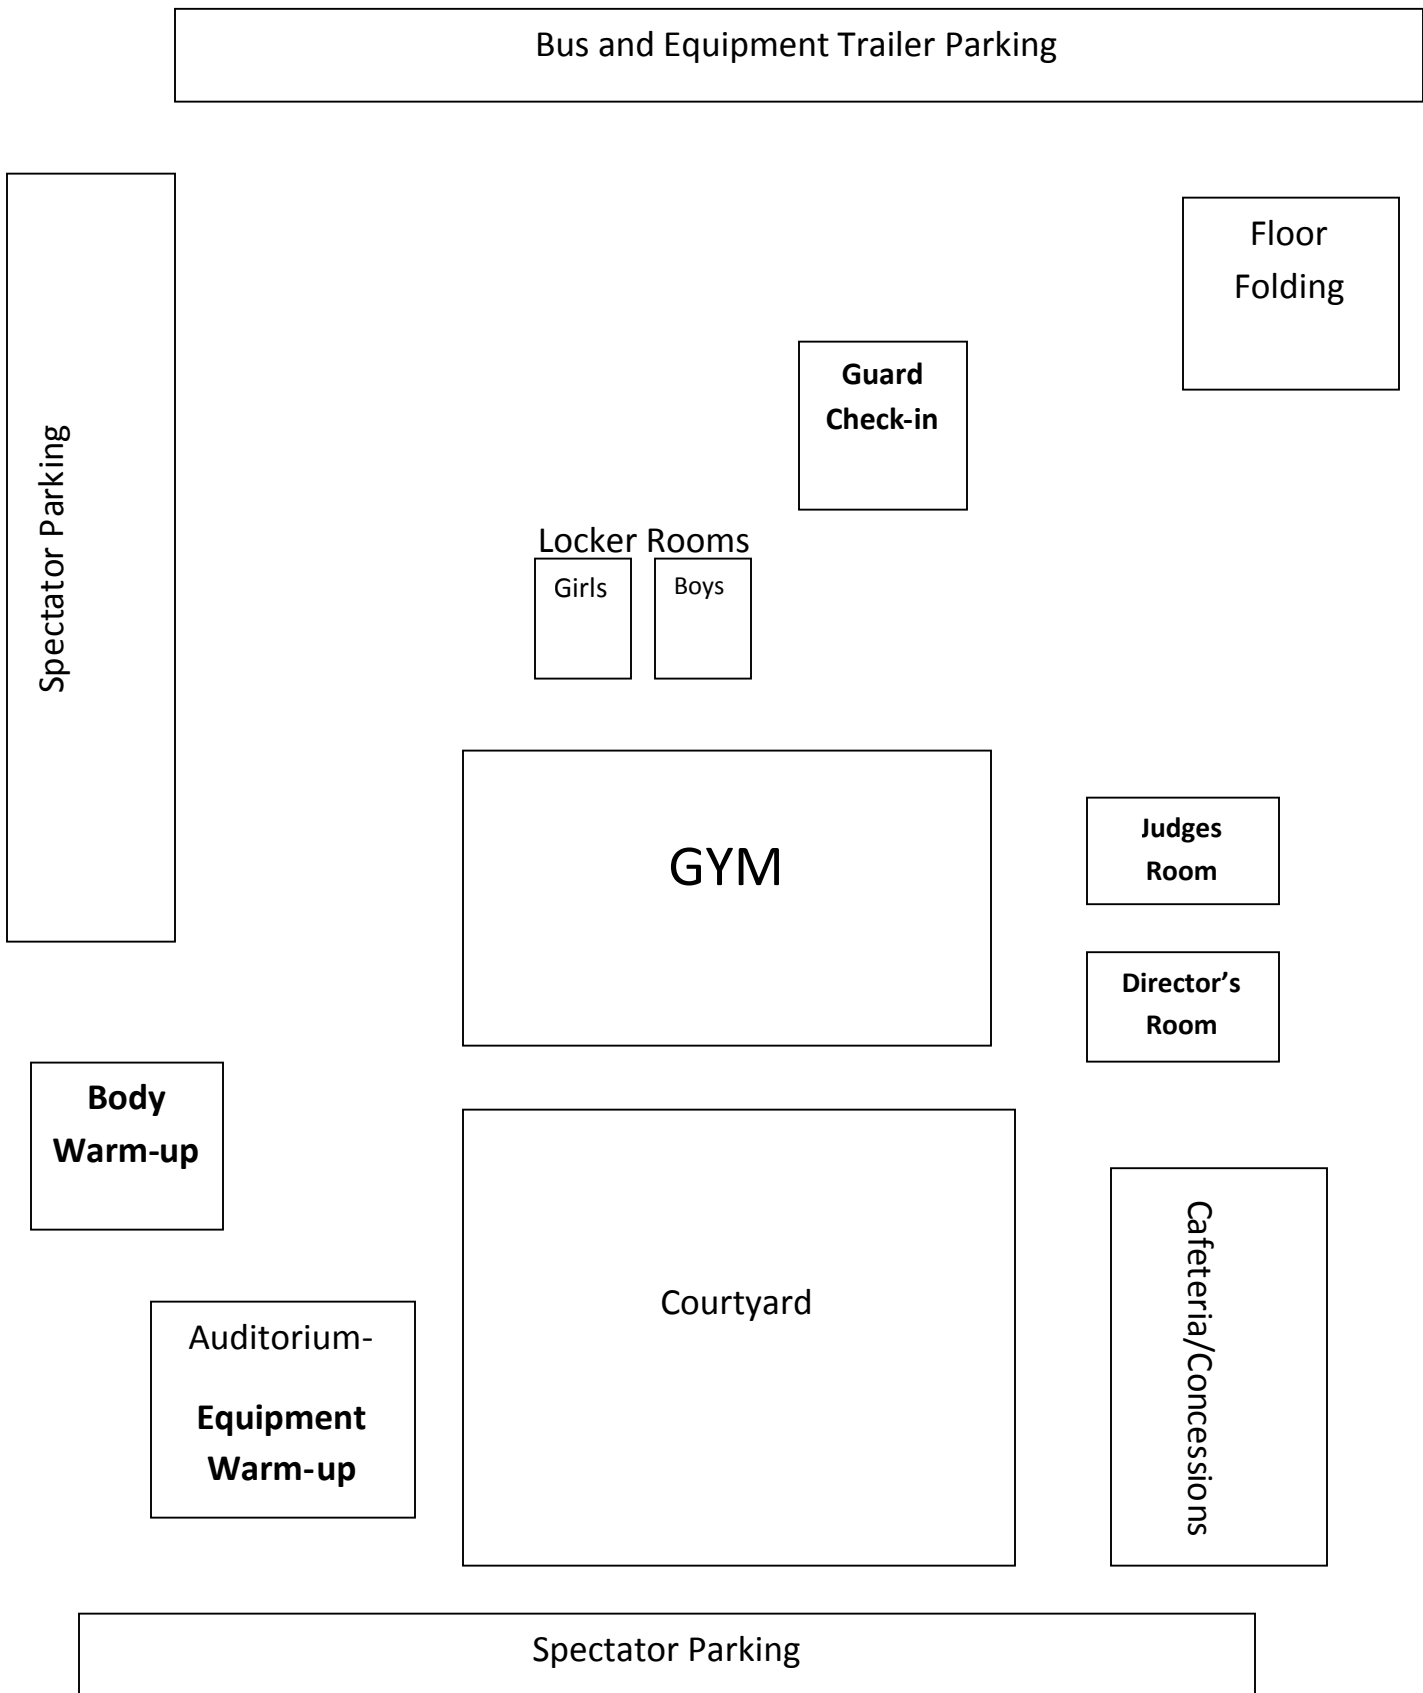 Bus and Equipment Trailer Parking
Floor
Folding
Guard
Check-in
Spectator Parking
Locker Rooms
Girls
Boys
GYM
Judges
Room
Director’s
Room
Body
Warm-up
Courtyard
Cafeteria/Concessions
Auditorium-
Equipment
Warm-up
Spectator Parking